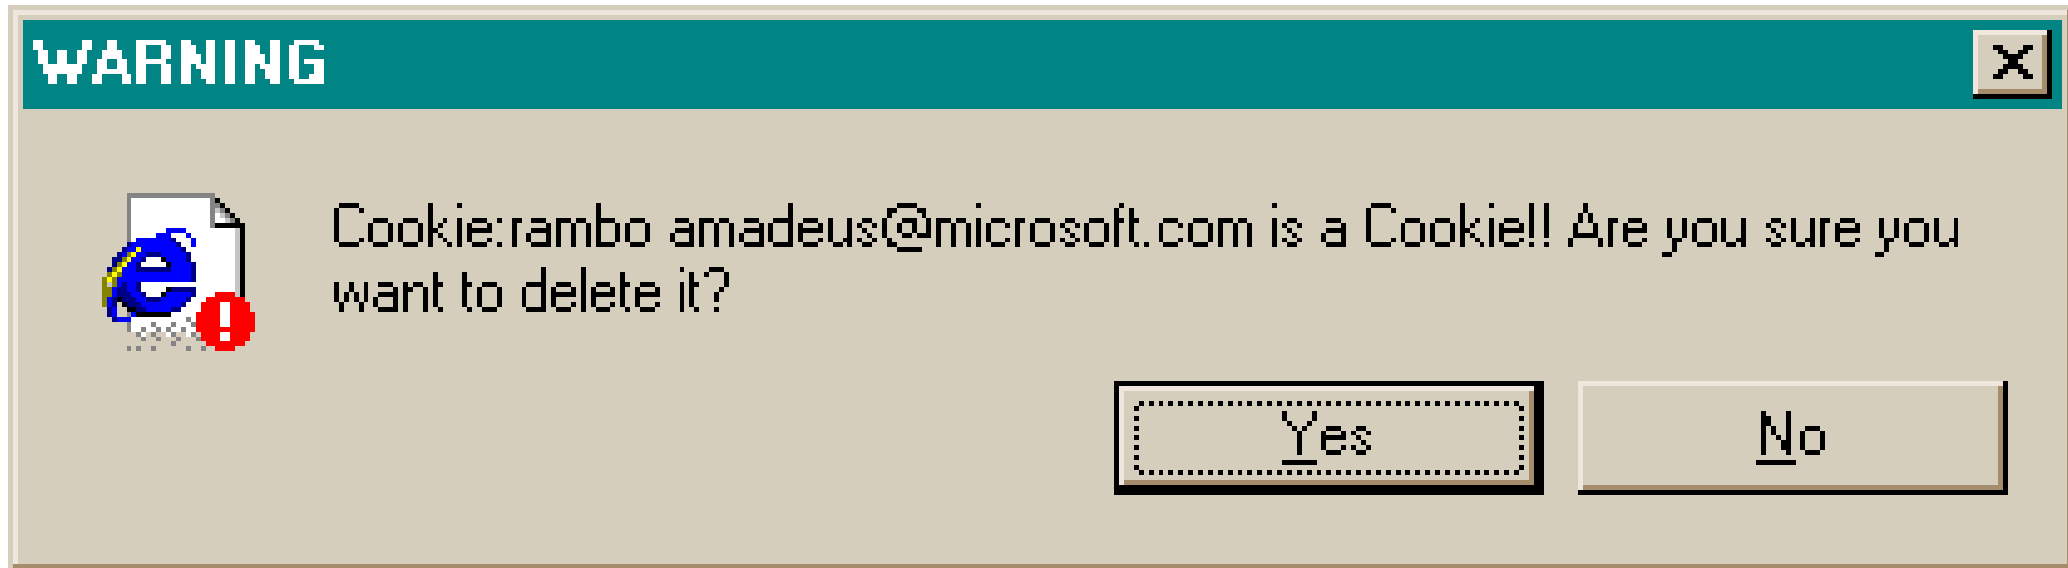 WARNING
Cookie:rambo amadeus@microsoft.com is a Cookie!! Are you sure you
want to delete it?
Yes
No